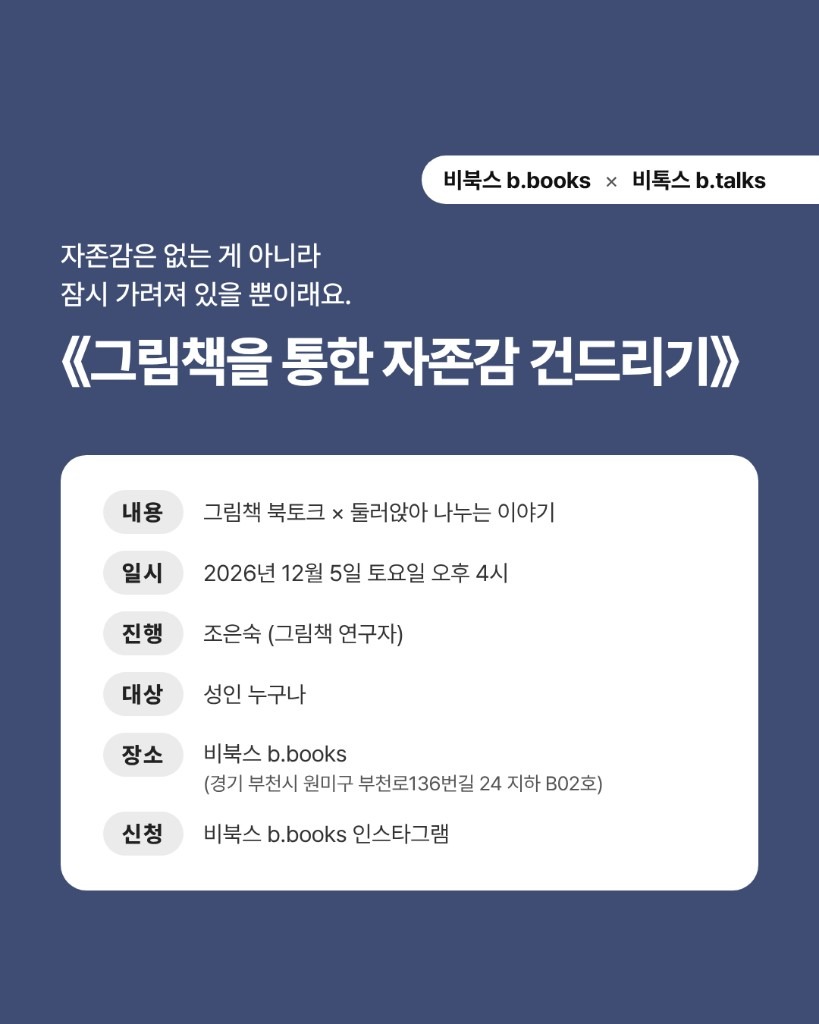 비북스 b.books × 비톡스 b.talks
자존감은 없는 게 아니라
잠시 가려져 있을 뿐이래요.
《그림책을 통한 자존감 건드리기》
내용 그림책 북토크 × 둘러앉아 나누는 이야기
일시 2026년 12월 5일 토요일 오후 4시
진행 조은숙 (그림책 연구자)
대상 성인 누구나
장소 비북스 b.books
(경기 부천시 원미구 부천로136번길 24 지하 B02호)
신청 비북스 b.books 인스타그램